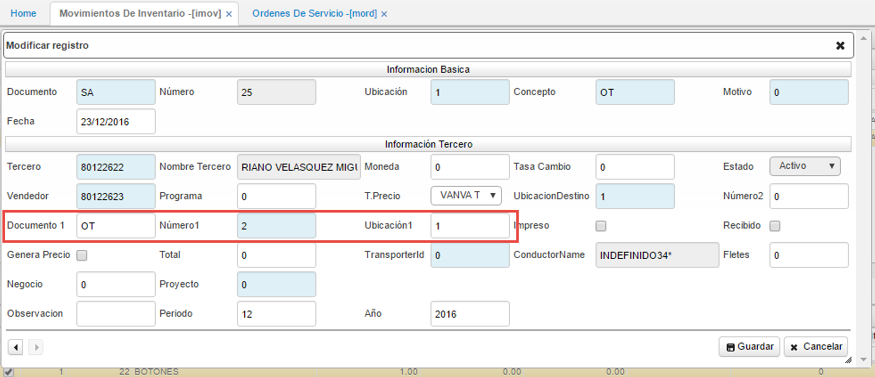 Home Movimientos De Inventario -[imov] × Ordenes De Servicio -[mord] ×
Modificar registro ✖
Informacion Basica
Documento SA Número 25 Ubicación 1 Concepto OT Motivo 0
Fecha 23/12/2016
Información Tercero
Tercero 80122622 Nombre Tercero RIANO VELASQUEZ MIGU Moneda 0 Tasa Cambio 0 Estado Activo
Vendedor 80122623 Programa 0 T.Precio VANVA T UbicacionDestino 1 Número2 0
Documento 1 OT Número1 2 Ubicación1 1 Impreso Recibido
Genera Precio Total 0 TransporterId 0 ConductorName INDEFINIDO34* Fletes 0
Negocio 0 Proyecto 0
Observacion Periodo 12 Año 2016
Guardar Cancelar
1 22 BOTONES 1.00 0.00 0.00 0